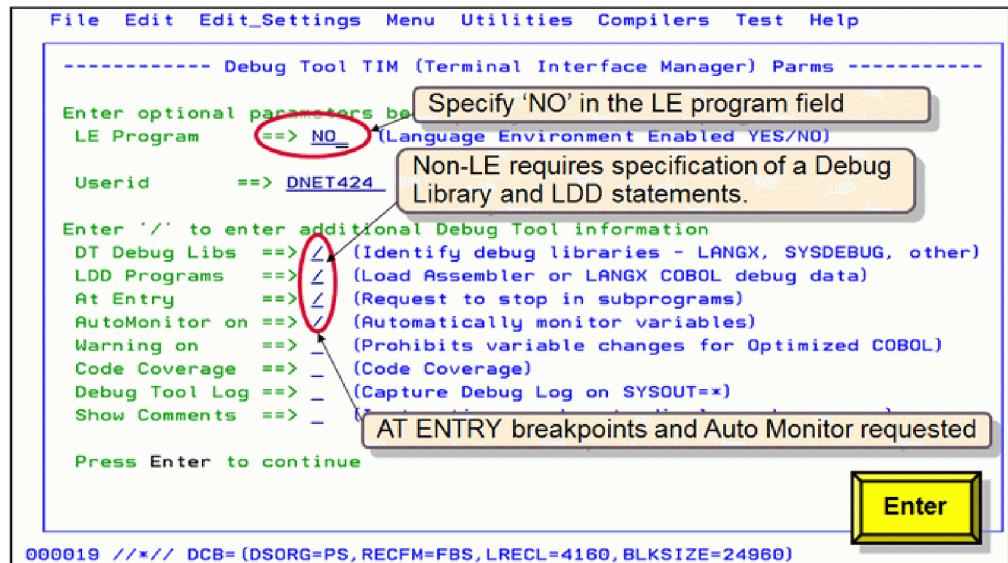 File Edit Edit_Settings Menu Utilities Compilers Test Help
------------ Debug Tool TIM (Terminal Interface Manager) Parms -----------
Specify ‘NO’ in the LE program field
Enter optional parameters be
LE Program ==> NO_ (Language Environment Enabled YES/NO)
Non-LE requires specification of a Debug
Library and LDD statements.
Userid ==> DNET424
Enter '/' to enter additional Debug Tool information
DT Debug Libs ==> / (Identify debug libraries - LANGX, SYSDEBUG, other)
LDD Programs ==> / (Load Assembler or LANGX COBOL debug data)
At Entry ==> / (Request to stop in subprograms)
AutoMonitor on ==> / (Automatically monitor variables)
Warning on ==> _ (Prohibits variable changes for Optimized COBOL)
Code Coverage ==> _ (Code Coverage)
Debug Tool Log ==> _ (Capture Debug Log on SYSOUT=*)
Show Comments ==> _
AT ENTRY breakpoints and Auto Monitor requested
Press Enter to continue
Enter
000019 //*// DCB=(DSORG=PS,RECFM=FBS,LRECL=4160,BLKSIZE=24960)